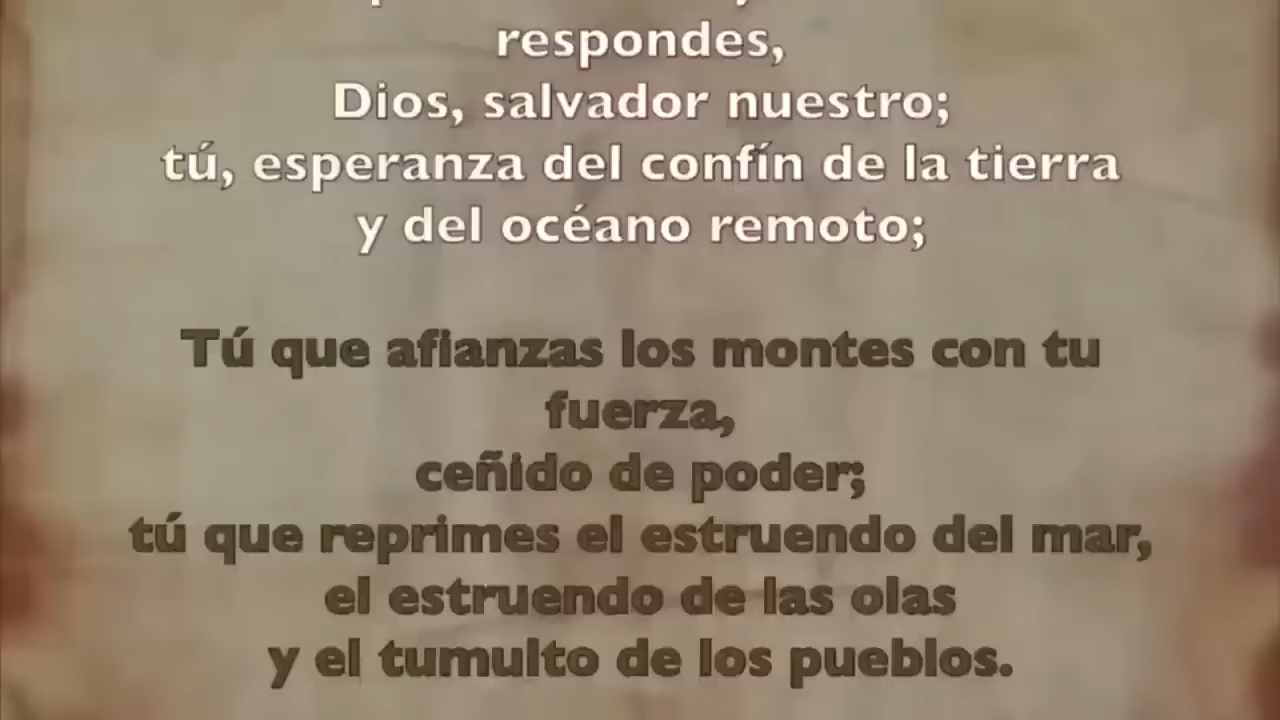 respondes,
Dios, salvador nuestro;
tú, esperanza del confín de la tierra
y del océano remoto;
Tú que afianzas los montes con tu
fuerza,
ceñido de poder;
tú que reprimes el estruendo del mar,
el estruendo de las olas
y el tumulto de los pueblos.